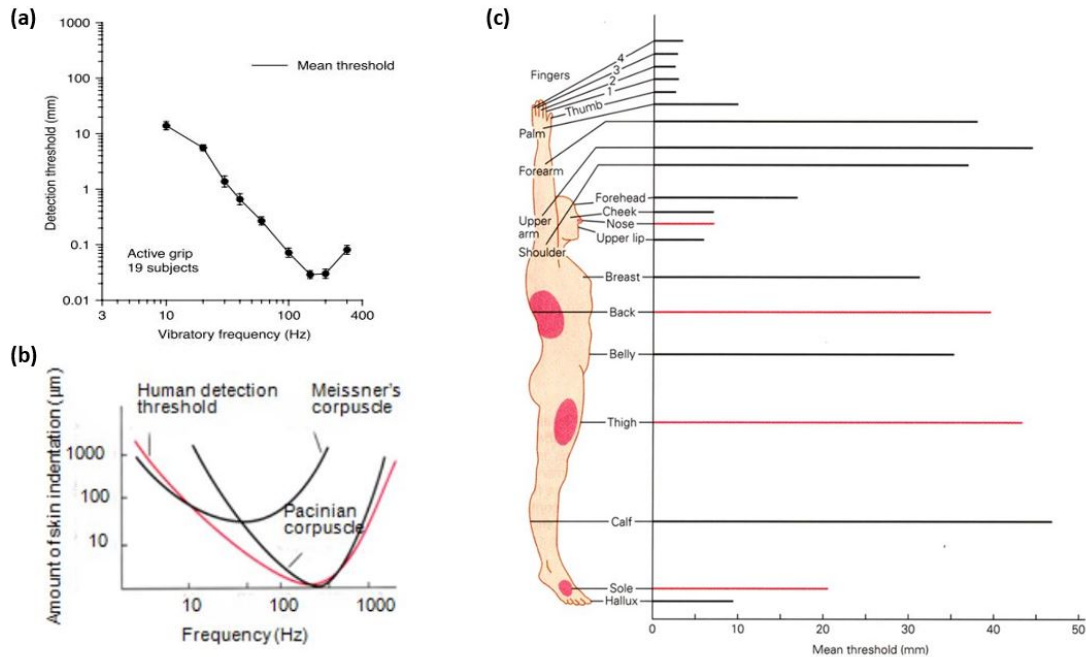 (a)
1000
100
10
1
0.1
0.01
Detection threshold (mm)
Mean threshold
Active grip
19 subjects
3
10
100
400
Vibratory frequency (Hz)
(b)
Amount of skin indentation (µm)
1000
100
10
Human detection
threshold
Meissner's
corpuscle
Pacinian
corpuscle
10
100
1000
Frequency
(Hz)
(c)
Fingers
4
3
2
1
Thumb
Palm
Forearm
Upper
arm
Shoulder
Forehead
Cheek
Nose
Upper lip
Breast
Back
Belly
Thigh
Calf
Sole
Hallux
0
10
20
30
40
50
Mean threshold (mm)